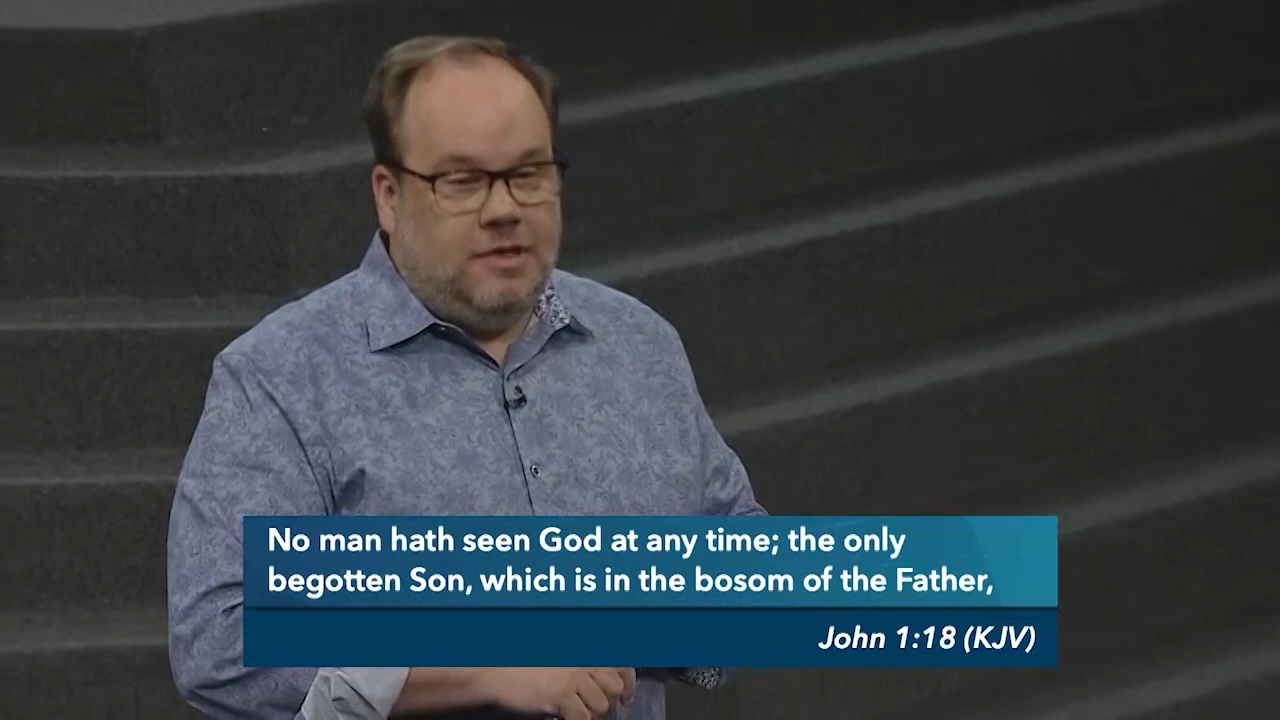 No man hath seen God at any time; the only
begotten Son, which is in the bosom of the Father,
John 1:18 (KJV)